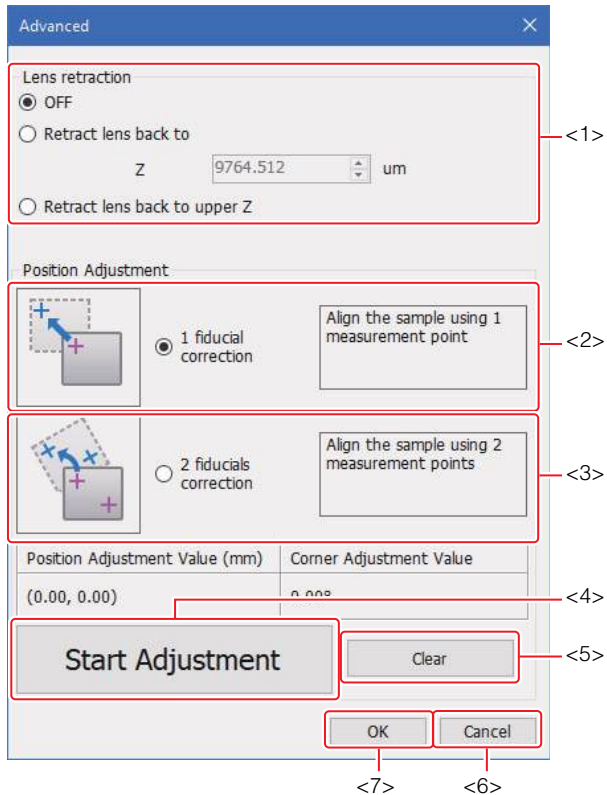 Advanced
Lens retraction
OFF
Retract lens back to
<1>
Z 9764.512 um
Retract lens back to upper Z
Position Adjustment
1 fiducial
correction
Align the sample using 1
measurement point
<2>
2 fiducials
correction
Align the sample using 2
measurement points
<3>
Position Adjustment Value (mm) Corner Adjustment Value
(0.00, 0.00)
<4>
Start Adjustment
Clear
<5>
OK
Cancel
<7>
<6>